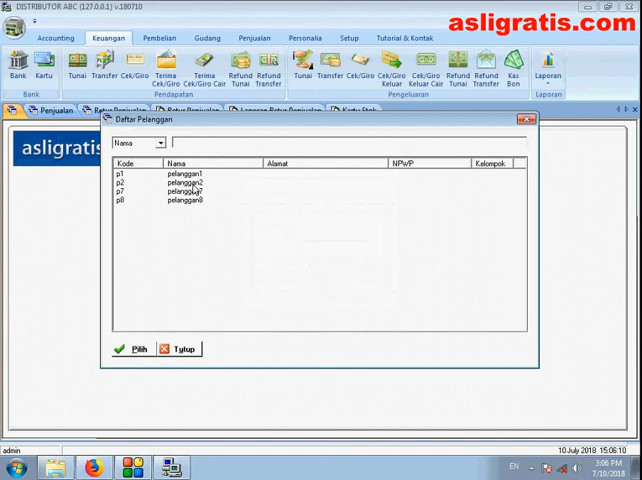 DISTRIBUTOR ABC (127.0.0.1) v.180710
asligratis.com
Accounting Keuangan Pembelian Gudang Penjualan Personalia Setup Tutorial & Kontak
Bank Kartu Tunai Transfer Cek/Giro Terima Cek/Giro Terima Cek/Giro Cair Refund Tunai Refund Transfer Tunai Transfer Cek/Giro Cek/Giro Keluar Cek/Giro Keluar Cair Refund Tunai Refund Transfer Kas Bon Laporan
Bank Pendapatan Pengeluaran Laporan
Penjualan Retur Penjualan Retur Penjualan Laporan Retur Penjualan Kartu Stok
Daftar Pelanggan
asligratis
Nama
Kode Nama Alamat NPWP Kelompok
p1 pelanggan1
p2 pelanggan2
p7 pelanggan7
p8 pelanggan8
Pilih Tutup
admin 10 July 2018 15:06:10
EN 3:06 PM
7/10/2018